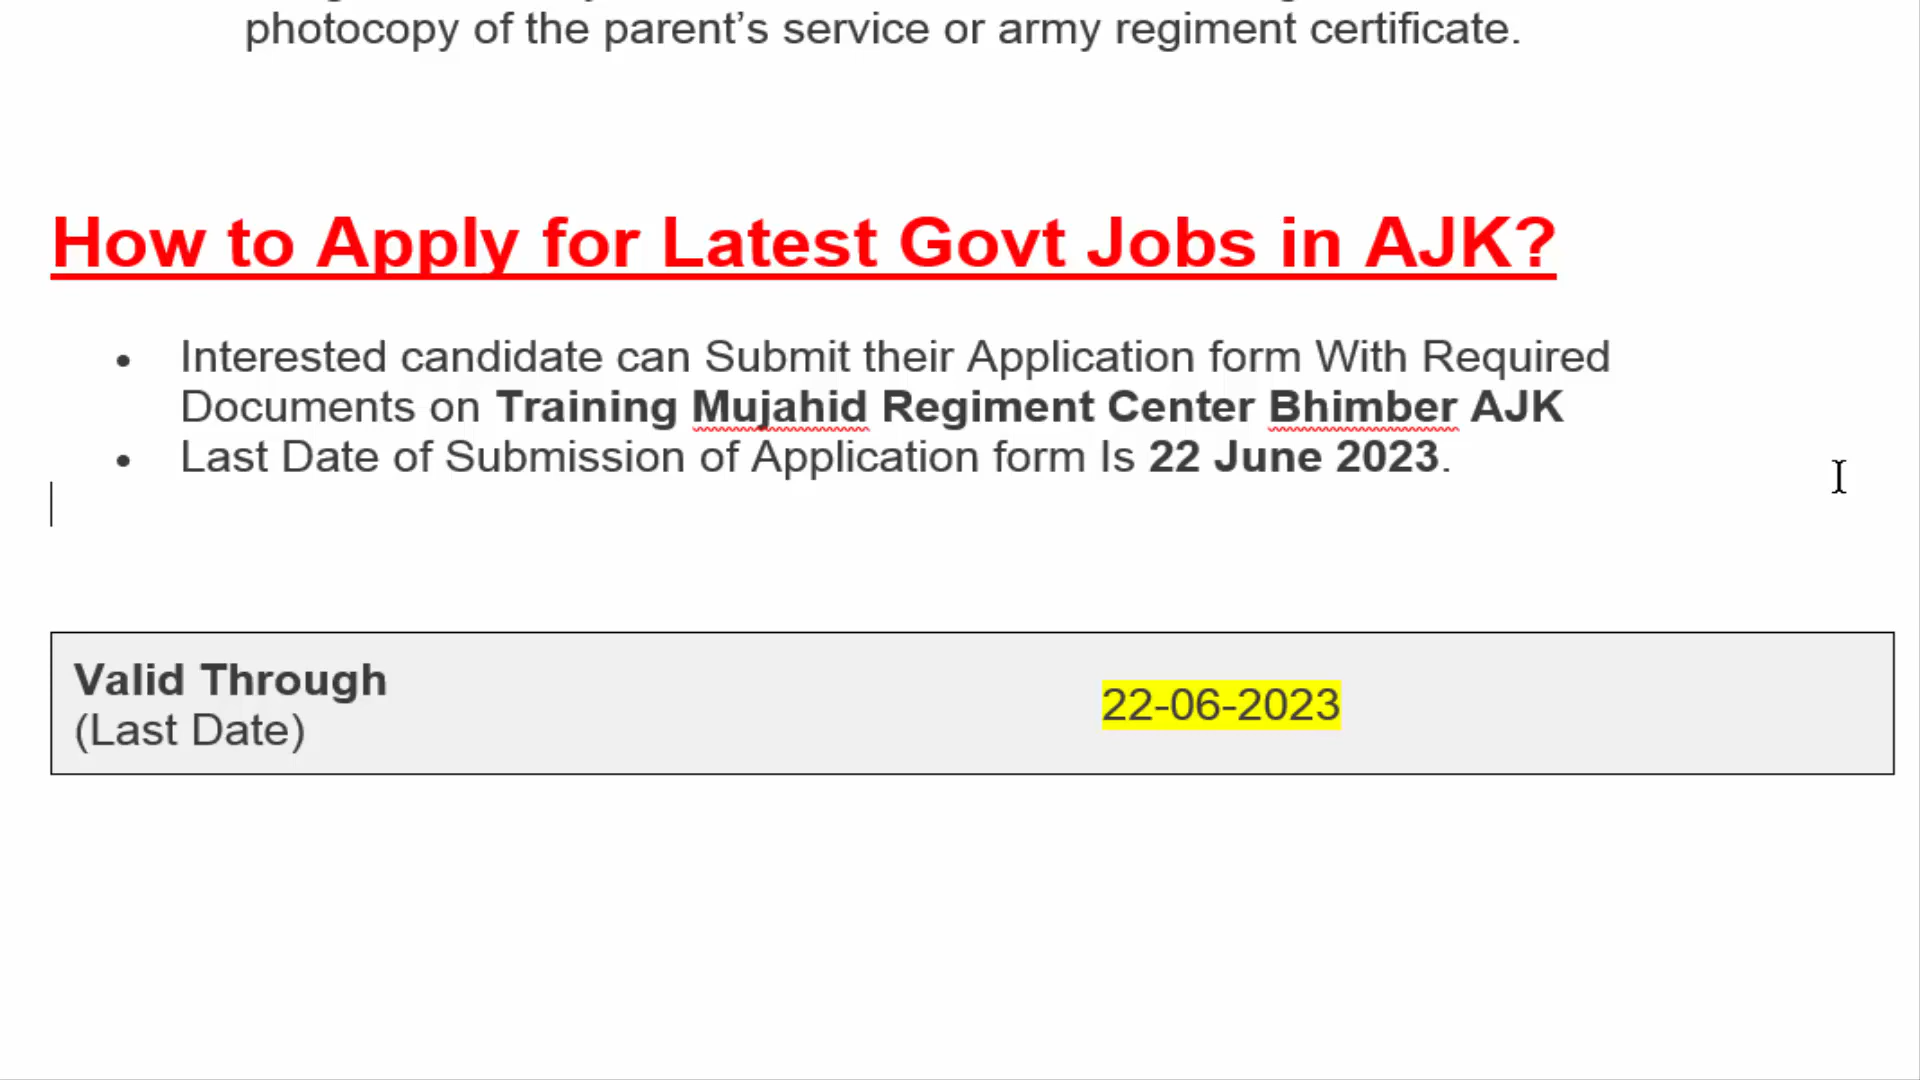 photocopy of the parent’s service or army regiment certificate.
How to Apply for Latest Govt Jobs in AJK?
• Interested candidate can Submit their Application form With Required
Documents on Training Mujahid Regiment Center Bhimber AJK
• Last Date of Submission of Application form Is 22 June 2023.
Valid Through
(Last Date)
22-06-2023